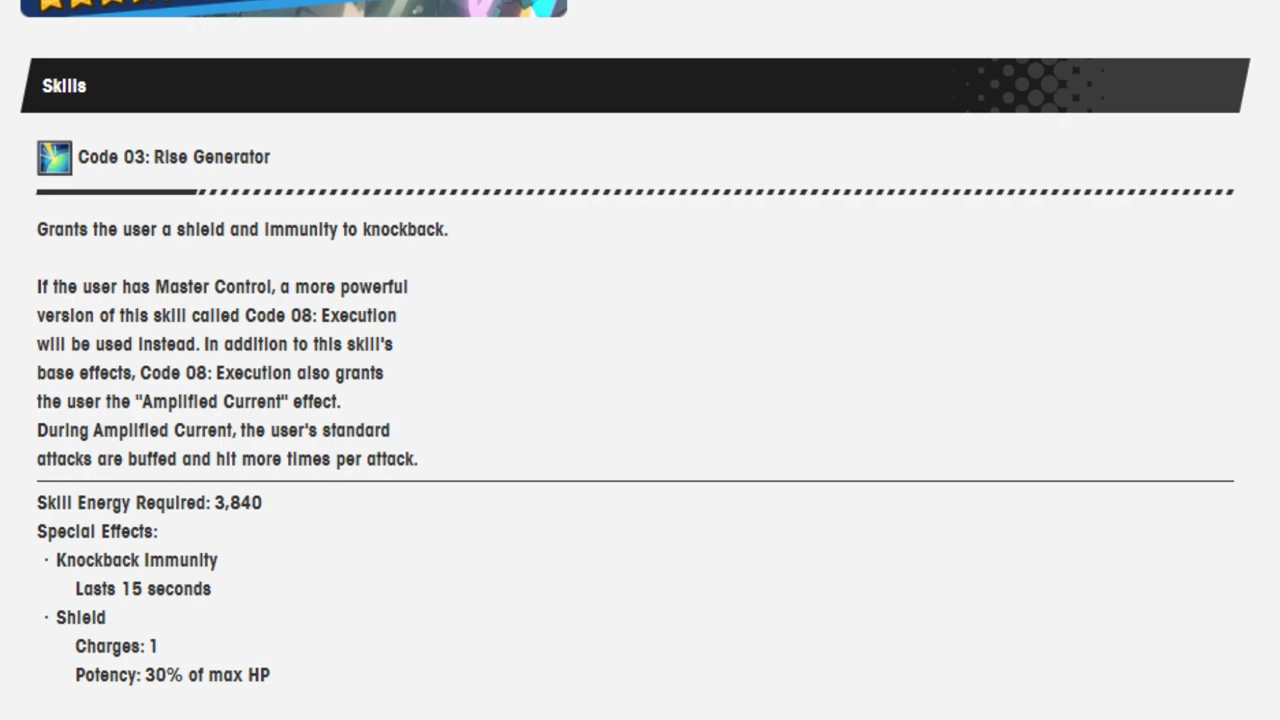 Skills
Code 03: Rise Generator
Grants the user a shield and immunity to knockback.
If the user has Master Control, a more powerful
version of this skill called Code 08: Execution
will be used instead. In addition to this skill's
base effects, Code 08: Execution also grants
the user the "Amplified Current" effect.
During Amplified Current, the user's standard
attacks are buffed and hit more times per attack.
Skill Energy Required: 3,840
Special Effects:
· Knockback Immunity
Lasts 15 seconds
· Shield
Charges: 1
Potency: 30% of max HP